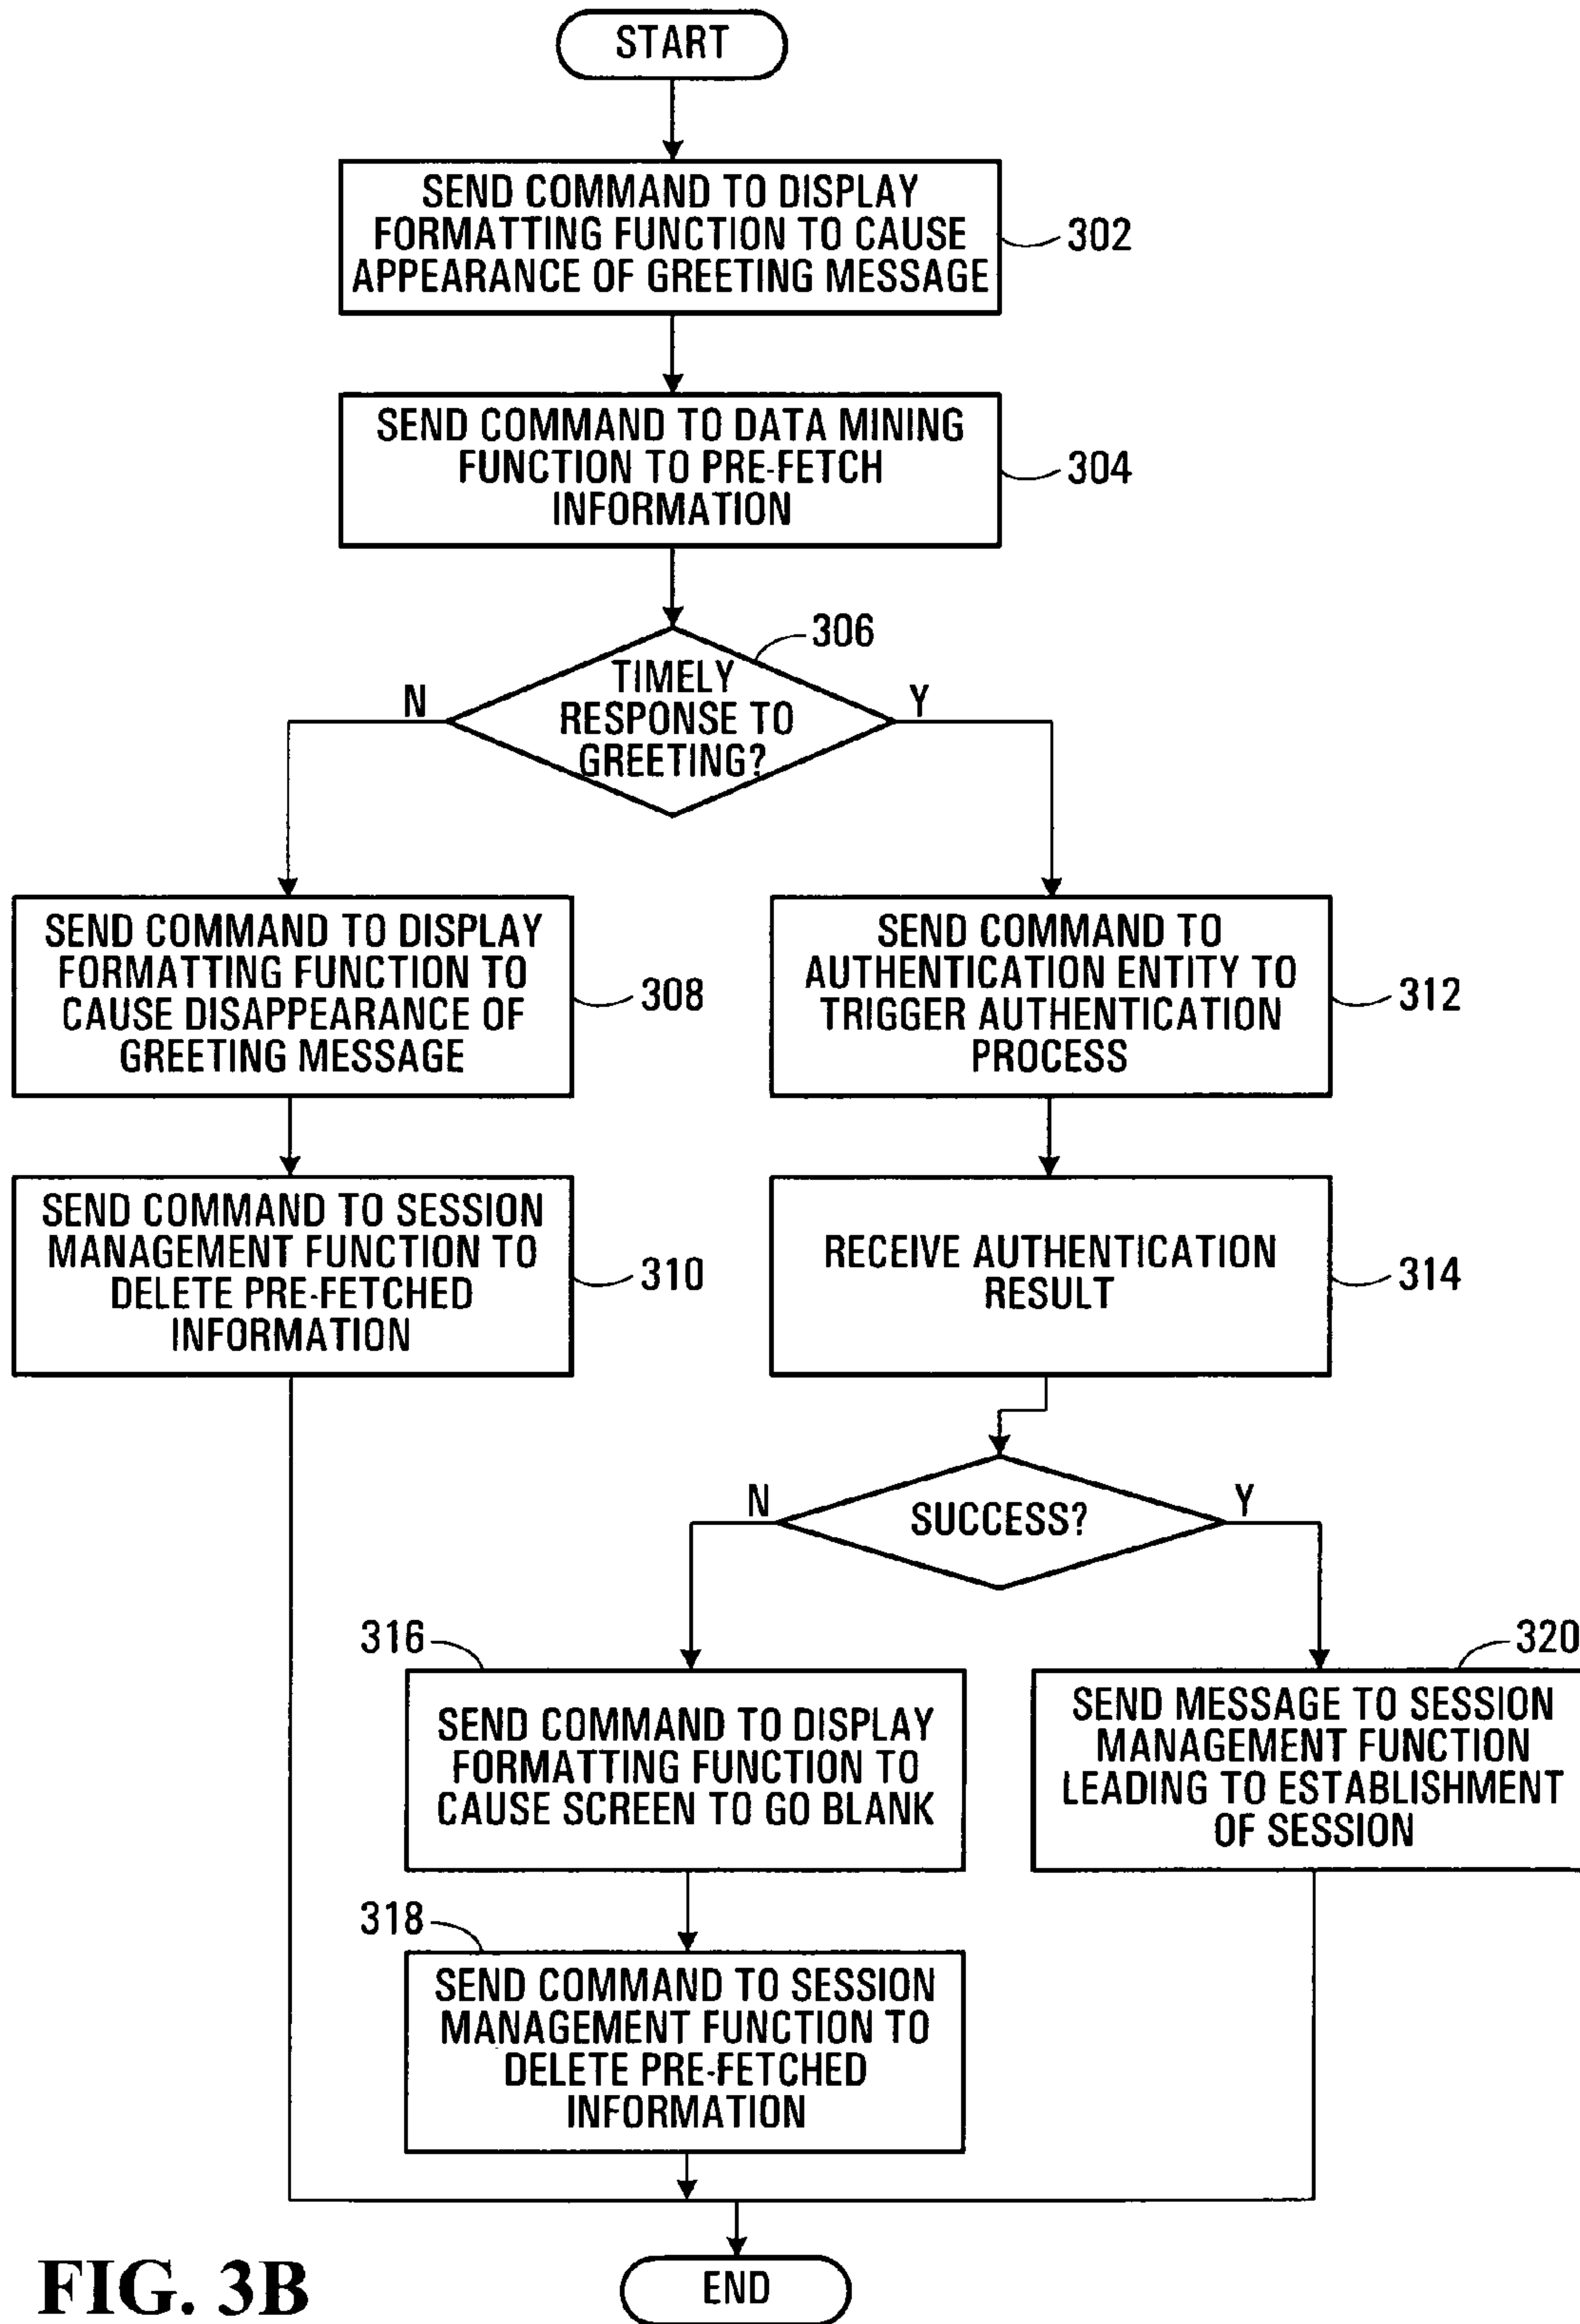 START
SEND COMMAND TO DISPLAY
FORMATTING FUNCTION TO CAUSE
APPEARANCE OF GREETING MESSAGE
302
SEND COMMAND TO DATA MINING
FUNCTION TO PRE-FETCH
INFORMATION
304
306
TIMELY
RESPONSE TO
GREETING?
N
Y
SEND COMMAND TO DISPLAY
FORMATTING FUNCTION TO
CAUSE DISAPPEARANCE OF
GREETING MESSAGE
308
SEND COMMAND TO
AUTHENTICATION ENTITY TO
TRIGGER AUTHENTICATION
PROCESS
312
SEND COMMAND TO SESSION
MANAGEMENT FUNCTION TO
DELETE PRE-FETCHED
INFORMATION
310
RECEIVE AUTHENTICATION
RESULT
314
N
SUCCESS?
Y
316
SEND COMMAND TO DISPLAY
FORMATTING FUNCTION TO
CAUSE SCREEN TO GO BLANK
320
SEND MESSAGE TO SESSION
MANAGEMENT FUNCTION
LEADING TO ESTABLISHMENT
OF SESSION
318
SEND COMMAND TO SESSION
MANAGEMENT FUNCTION TO
DELETE PRE-FETCHED
INFORMATION
END
FIG. 3B